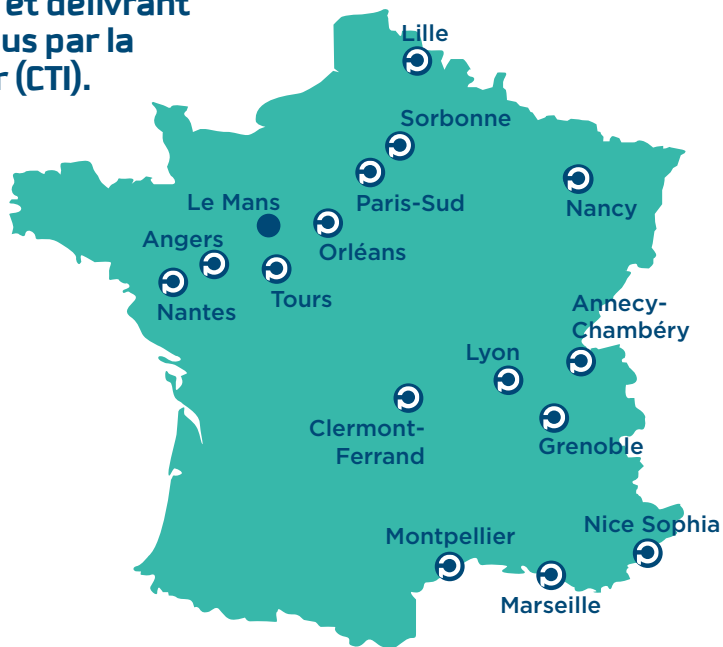 et délivrant
us par la
r (CTI).
Lille
Sorbonne
Le Mans
Paris-Sud
Nancy
Angers
Orléans
Nantes
Tours
Annecy-
Chambéry
Lyon
Clermont-
Ferrand
Grenoble
Montpellier
Nice Sophia
Marseille